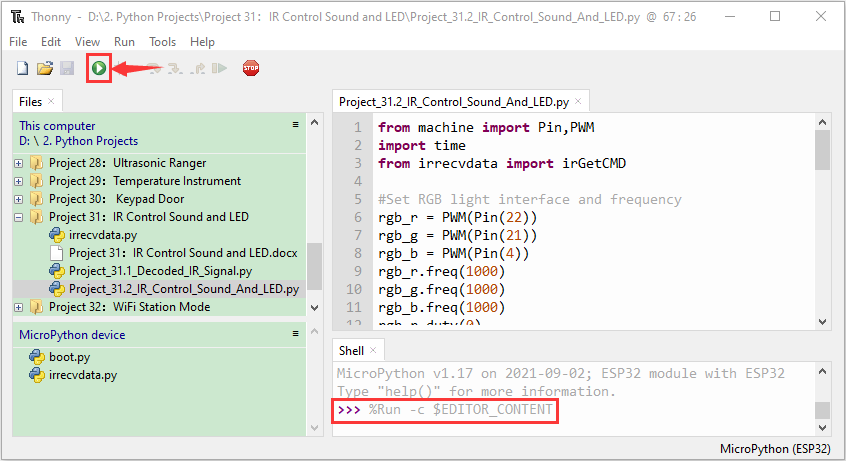 Thonny - D:\2. Python Projects\Project 31：IR Control Sound and LED\Project_31.2_IR_Control_Sound_And_LED.py @ 67:26
File Edit View Run Tools Help
STOP
Files
This computer
D: \ 2. Python Projects
Project 28：Ultrasonic Ranger
Project 29：Temperature Instrument
Project 30： Keypad Door
Project 31：IR Control Sound and LED
irrecvdata.py
Project 31：IR Control Sound and LED.docx
Project_31.1_Decoded_IR_Signal.py
Project_31.2_IR_Control_Sound_And_LED.py
Project 32：WiFi Station Mode
MicroPython device
boot.py
irrecvdata.py
Project_31.2_IR_Control_Sound_And_LED.py
1 from machine import Pin,PWM
2 import time
3 from irrecvdata import irGetCMD
4
5 #Set RGB light interface and frequency
6 rgb_r = PWM(Pin(22))
7 rgb_g = PWM(Pin(21))
8 rgb_b = PWM(Pin(4))
9 rgb_r.freq(1000)
10 rgb_g.freq(1000)
11 rgb_b.freq(1000)
12 rgb_r.duty(0)
Shell
MicroPython v1.17 on 2021-09-02; ESP32 module with ESP32
Type "help()" for more information.
>>> %Run -c $EDITOR_CONTENT
MicroPython (ESP32)